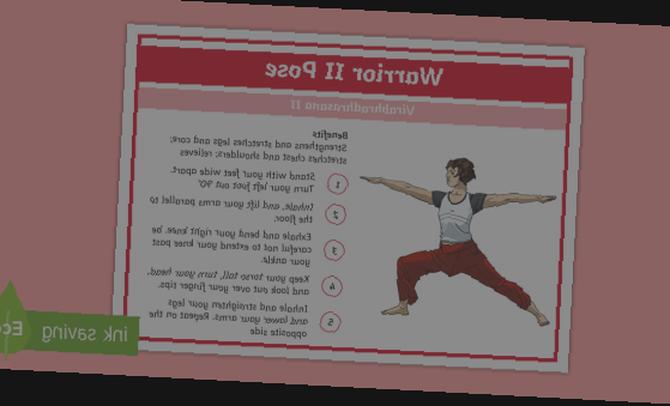 Warrior II Pose
Virabhradhrasana II
Benefits
Strengthens and stretches legs and core;
stretches chest and shoulders; relieves
1
Stand with your feet wide apart.
Turn your left foot out 90°.
2
Inhale, and lift your arms parallel to
the floor.
3
Exhale and bend your right knee. be
careful not to extend your knee past
your ankle.
4
Keep your torso tall, turn your head,
and look out over your finger tips.
5
Inhale and straighten your legs
and lower your arms. Repeat on the
opposite side
ink saving
Ec